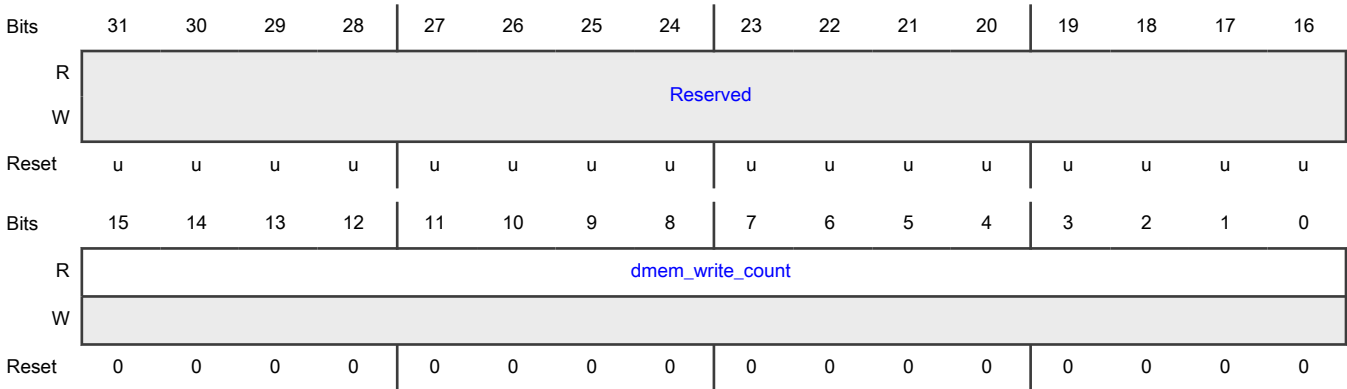 Bits 31 30 29 28 27 26 25 24 23 22 21 20 19 18 17 16
R
Reserved
W
Reset u u u u u u u u u u u u u u u u
Bits 15 14 13 12 11 10 9 8 7 6 5 4 3 2 1 0
R dmem_write_count
W
Reset 0 0 0 0 0 0 0 0 0 0 0 0 0 0 0 0